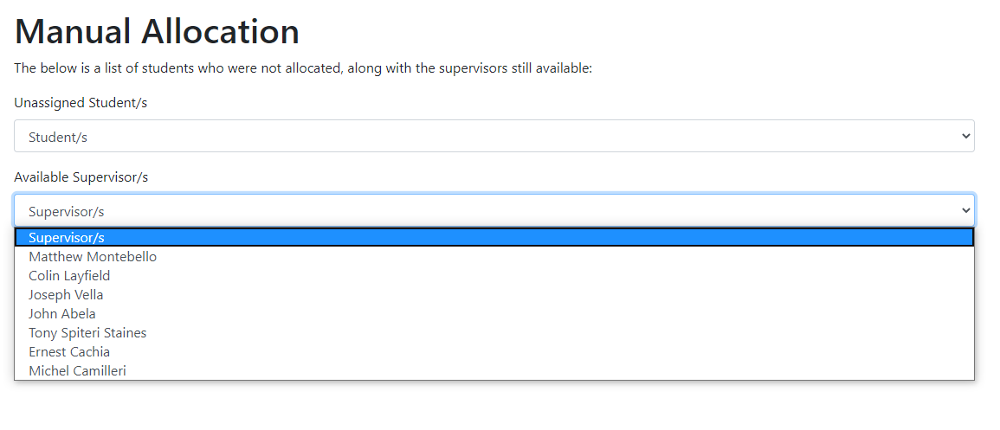 Manual Allocation
The below is a list of students who were not allocated, along with the supervisors still available:
Unassigned Student/s
Student/s
Available Supervisor/s
Supervisor/s
Supervisor/s
Matthew Montebello
Colin Layfield
Joseph Vella
John Abela
Tony Spiteri Staines
Ernest Cachia
Michel Camilleri